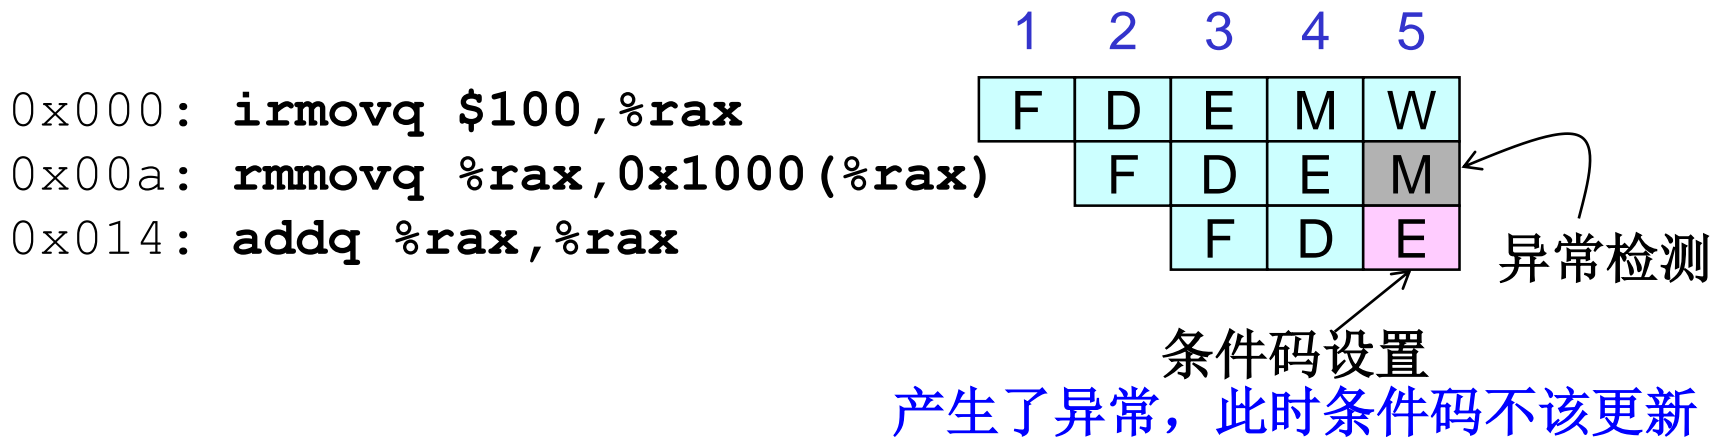 1 2 3 4 5
0x000: irmovq $100,%rax F D E M W
0x00a: rmmovq %rax,0x1000(%rax) F D E M
0x014: addq %rax,%rax F D E
异常检测
条件码设置
产生了异常，此时条件码不该更新